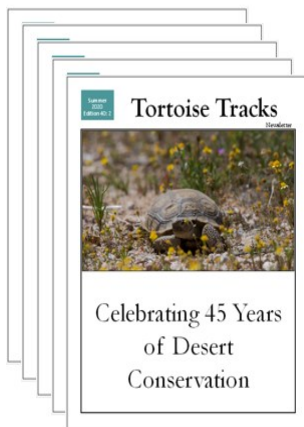 Summer
2020
Edition 40: 2
Tortoise Tracks
Newsletter
Celebrating 45 Years
of Desert
Conservation